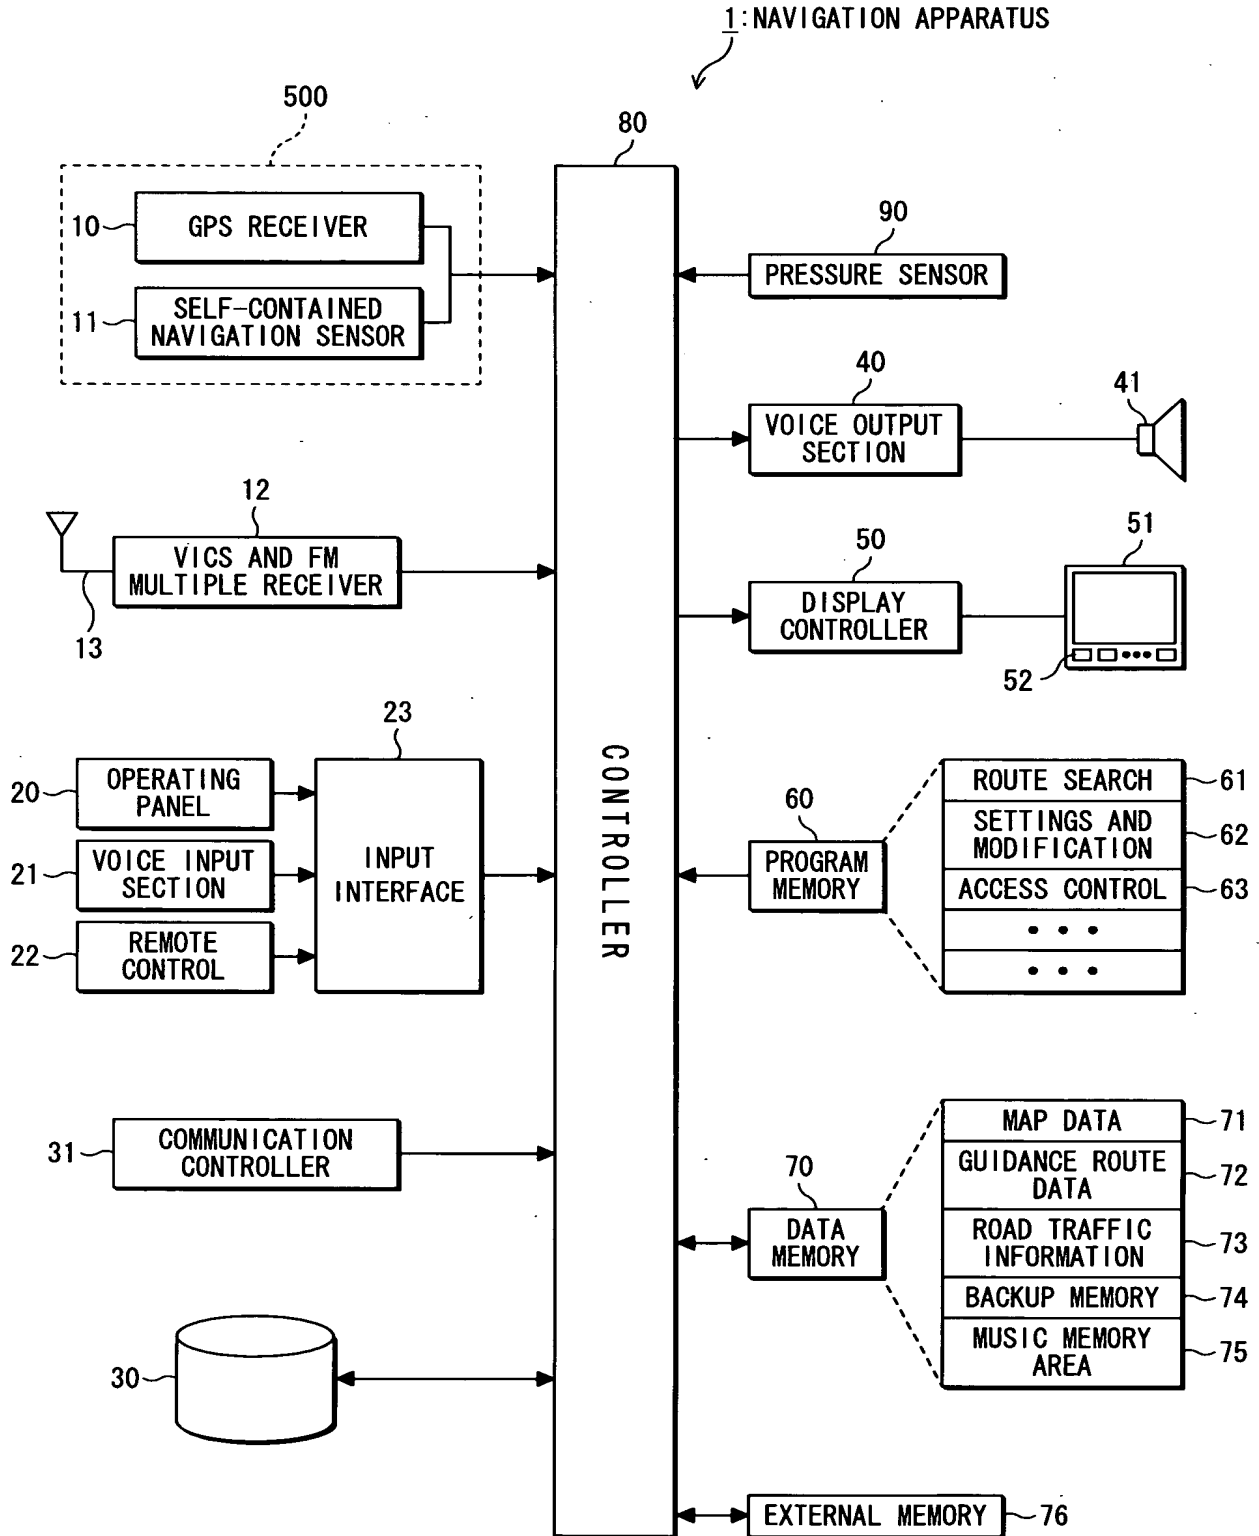 1:NAVIGATION APPARATUS
500
80
10
GPS RECEIVER
11
SELF-CONTAINED
NAVIGATION SENSOR
90
PRESSURE SENSOR
40
VOICE OUTPUT
SECTION
41
12
VICS AND FM
MULTIPLE RECEIVER
13
50
DISPLAY
CONTROLLER
51
52
23
20
OPERATING
PANEL
21
VOICE INPUT
SECTION
22
REMOTE
CONTROL
INPUT
INTERFACE
CONTROLLER
60
PROGRAM
MEMORY
ROUTE SEARCH
61
SETTINGS AND
MODIFICATION
62
ACCESS CONTROL
63
• • •
• • •
31
COMMUNICATION
CONTROLLER
70
DATA
MEMORY
MAP DATA
71
GUIDANCE ROUTE
DATA
72
ROAD TRAFFIC
INFORMATION
73
BACKUP MEMORY
74
MUSIC MEMORY
AREA
75
30
EXTERNAL MEMORY
76